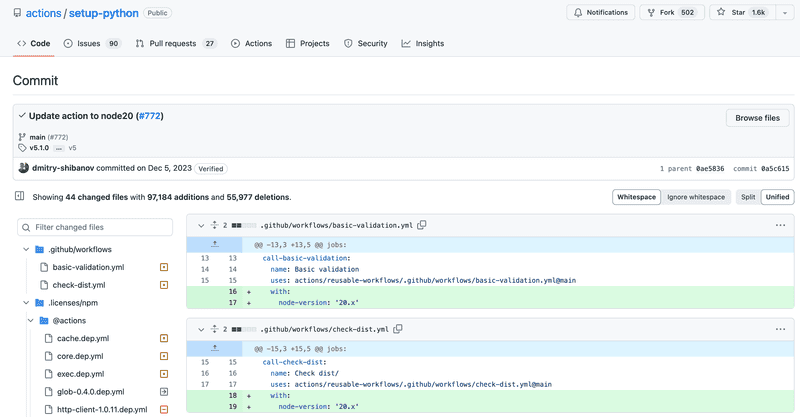 actions / setup-python Public
Notifications
Fork 502
Star 1.6k
Code
Issues 90
Pull requests 27
Actions
Projects
Security
Insights
Commit
Update action to node20 (#772)
Browse files
main (#772)
v5.1.0 ... v5
dmitry-shibanov committed on Dec 5, 2023 Verified
1 parent 0ae5836 commit 0a5c615
Showing 44 changed files with 97,184 additions and 55,977 deletions.
Whitespace Ignore whitespace Split Unified
Filter changed files
.github/workflows
basic-validation.yml
check-dist.yml
.licenses/npm
@actions
cache.dep.yml
core.dep.yml
exec.dep.yml
glob-0.4.0.dep.yml
http-client-1.0.11.dep.yml
2 .github/workflows/basic-validation.yml
@@ -13,3 +13,5 @@ jobs:
13 13 call-basic-validation:
14 14 name: Basic validation
15 15 uses: actions/reusable-workflows/.github/workflows/basic-validation.yml@main
16 + with:
17 + node-version: '20.x'
2 .github/workflows/check-dist.yml
@@ -15,3 +15,5 @@ jobs:
15 15 call-check-dist:
16 16 name: Check dist/
17 17 uses: actions/reusable-workflows/.github/workflows/check-dist.yml@main
18 + with:
19 + node-version: '20.x'